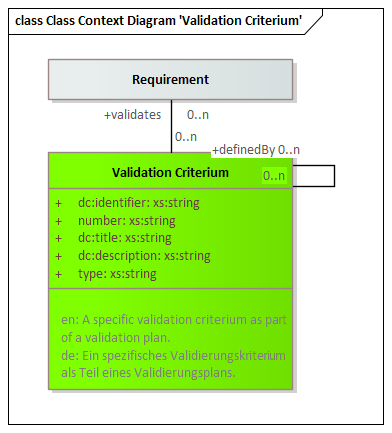 class Class Context Diagram 'Validation Criterium'
Requirement
+validates 0..n
0..n
+definedBy 0..n
Validation Criterium 0..n
+ dc:identifier: xs:string
+ number: xs:string
+ dc:title: xs:string
+ dc:description: xs:string
+ type: xs:string
en: A specific validation criterium as part
of a validation plan.
de: Ein spezifisches Validierungskriterium
als Teil eines Validierungsplans.